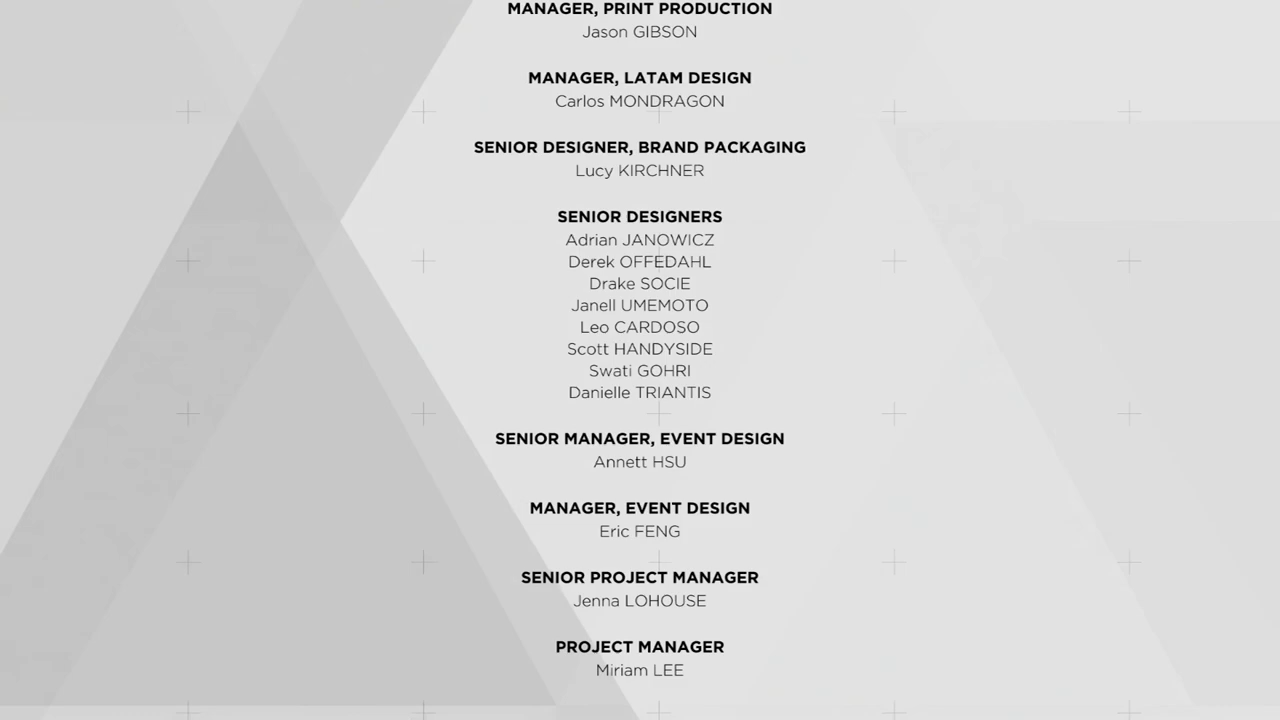 MANAGER, PRINT PRODUCTION
Jason GIBSON
MANAGER, LATAM DESIGN
Carlos MONDRAGON
SENIOR DESIGNER, BRAND PACKAGING
Lucy KIRCHNER
SENIOR DESIGNERS
Adrian JANOWICZ
Derek OFFEDAHL
Drake SOCIE
Janell UMEMOTO
Leo CARDOSO
Scott HANDYSIDE
Swati GOHRI
Danielle TRIANTIS
SENIOR MANAGER, EVENT DESIGN
Annett HSU
MANAGER, EVENT DESIGN
Eric FENG
SENIOR PROJECT MANAGER
Jenna LOHOUSE
PROJECT MANAGER
Miriam LEE